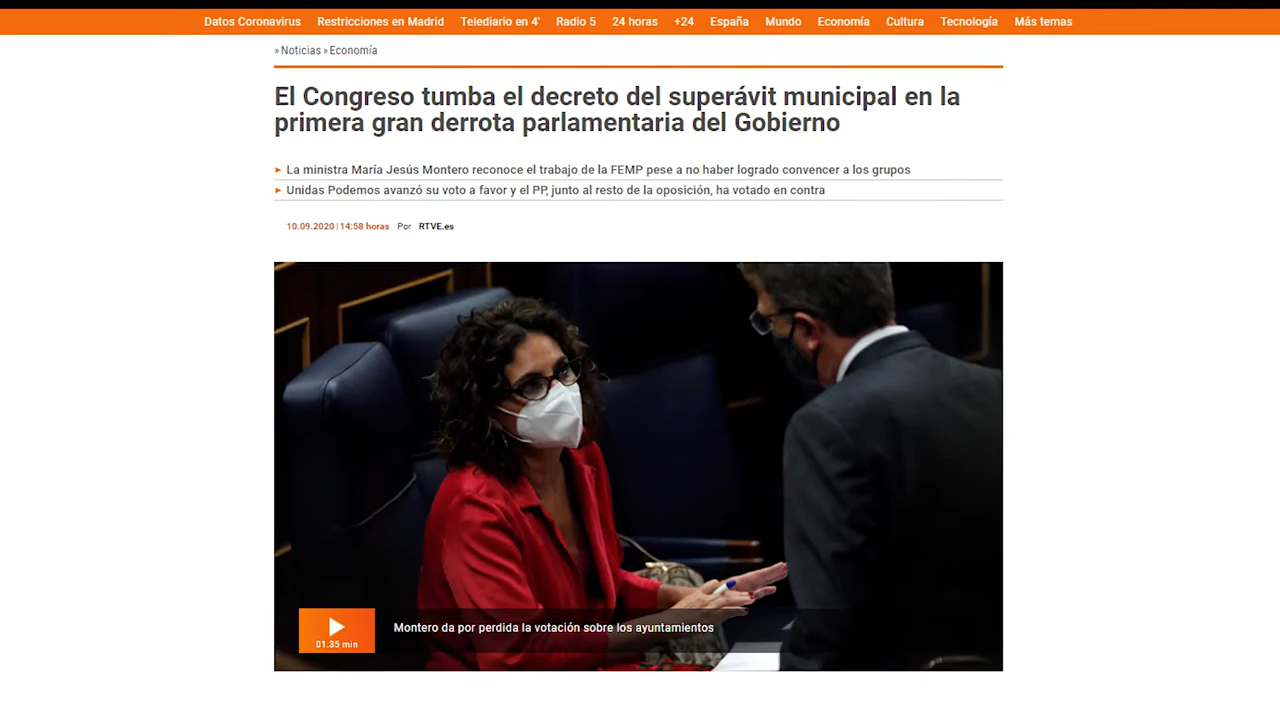 Datos Coronavirus Restricciones en Madrid Telediario en 4' Radio 5 24 horas +24 España Mundo Economía Cultura Tecnología Más temas
» Noticias » Economía
El Congreso tumba el decreto del superávit municipal en la
primera gran derrota parlamentaria del Gobierno
► La ministra María Jesús Montero reconoce el trabajo de la FEMP pese a no haber logrado convencer a los grupos
► Unidas Podemos avanzó su voto a favor y el PP, junto al resto de la oposición, ha votado en contra
10.09.2020 | 14:58 horas Por RTVE.es
Montero da por perdida la votación sobre los ayuntamientos
01.35 min